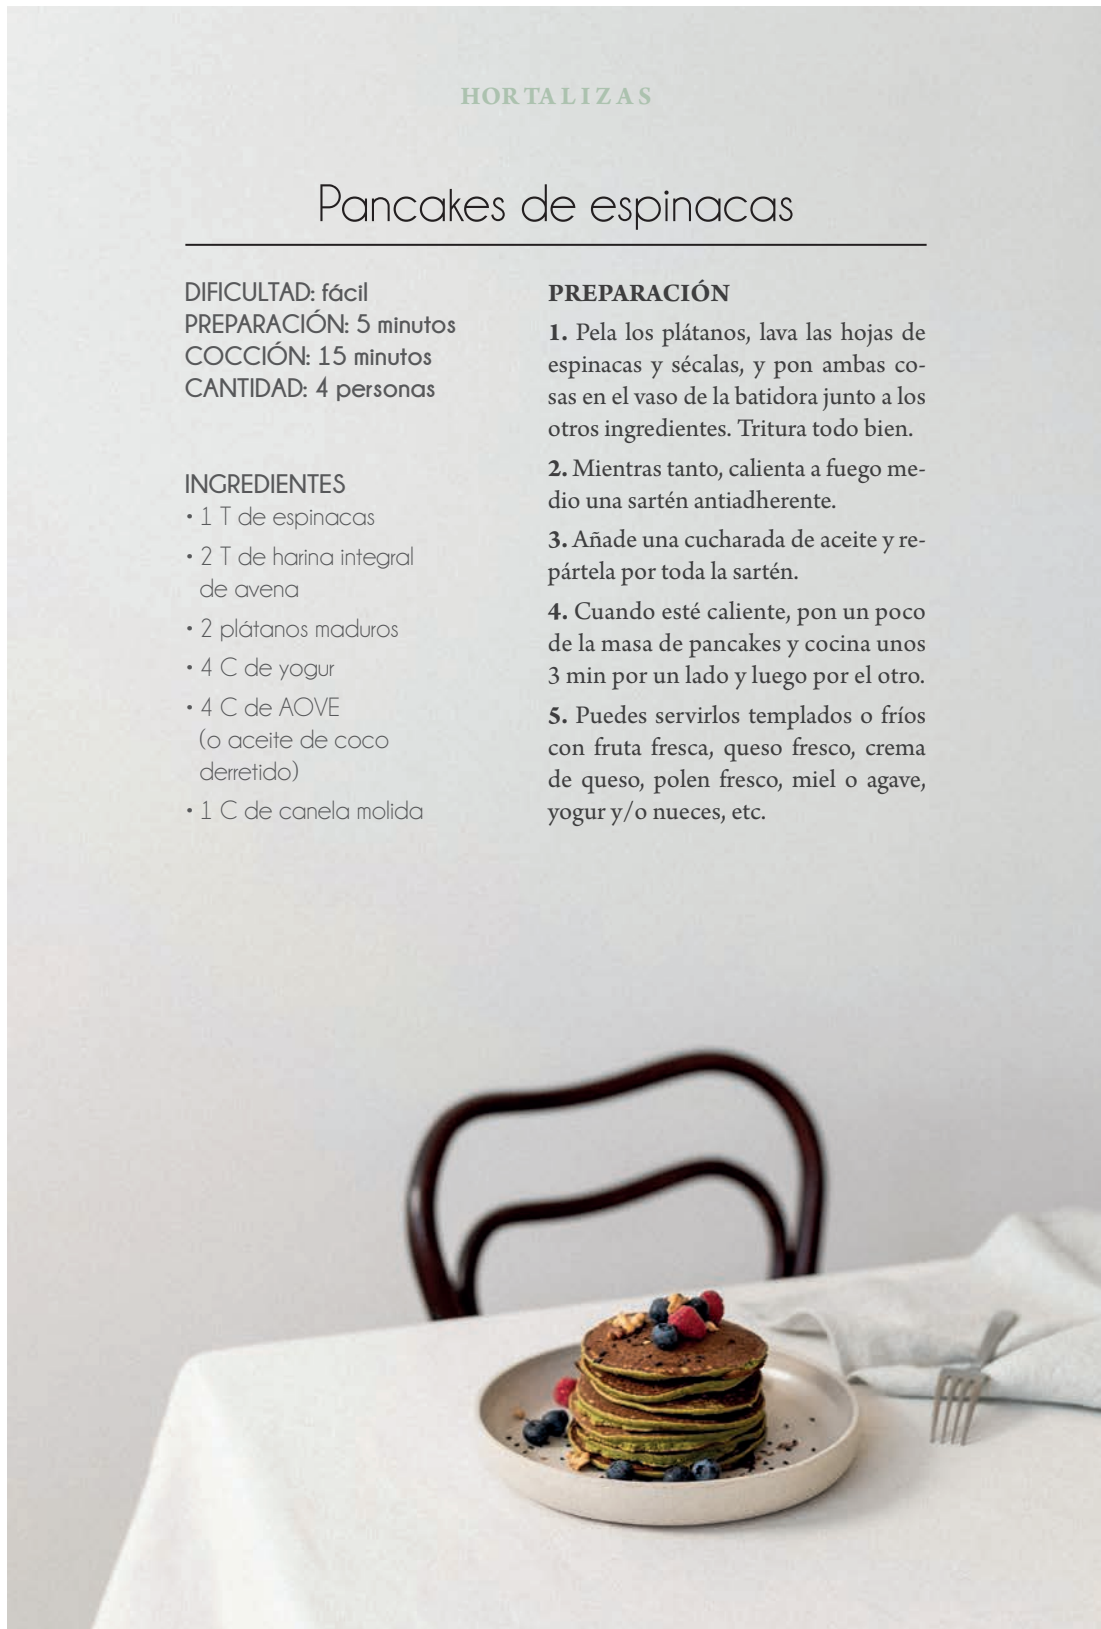 HORTALIZAS
Pancakes de espinacas
DIFICULTAD: fácil
PREPARACIÓN: 5 minutos
COCCIÓN: 15 minutos
CANTIDAD: 4 personas
INGREDIENTES
• 1 T de espinacas
• 2 T de harina integral
de avena
• 2 plátanos maduros
• 4 C de yogur
• 4 C de AOVE
(o aceite de coco
derretido)
• 1 C de canela molida
PREPARACIÓN
1. Pela los plátanos, lava las hojas de
espinacas y sécalas, y pon ambas co-
sas en el vaso de la batidora junto a los
otros ingredientes. Tritura todo bien.
2. Mientras tanto, calienta a fuego me-
dio una sartén antiadherente.
3. Añade una cucharada de aceite y re-
pártela por toda la sartén.
4. Cuando esté caliente, pon un poco
de la masa de pancakes y cocina unos
3 min por un lado y luego por el otro.
5. Puedes servirlos templados o fríos
con fruta fresca, queso fresco, crema
de queso, polen fresco, miel o agave,
yogur y/o nueces, etc.